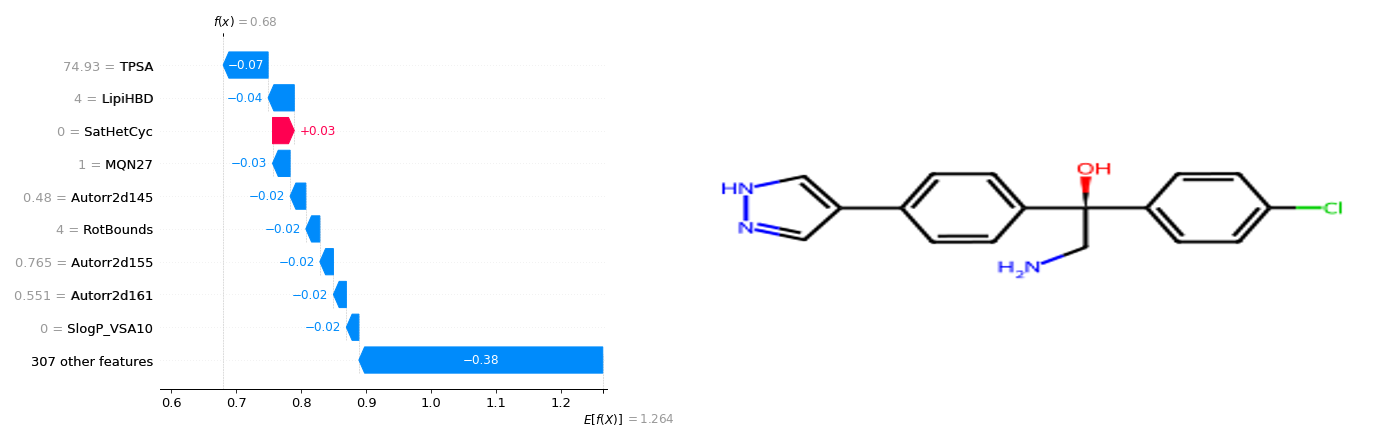 f(x) = 0.68
74.93 = TPSA
−0.07
4 = LipiHBD
−0.04
0 = SatHetCyc
+0.03
1 = MQN27
−0.03
0.48 = Autorr2d145
−0.02
4 = RotBounds
−0.02
0.765 = Autorr2d155
−0.02
0.551 = Autorr2d161
−0.02
0 = SlogP_VSA10
−0.02
307 other features
−0.38
0.6 0.7 0.8 0.9 1.0 1.1 1.2
E[f(X)] = 1.264
OH
HN
N
H₂N
Cl